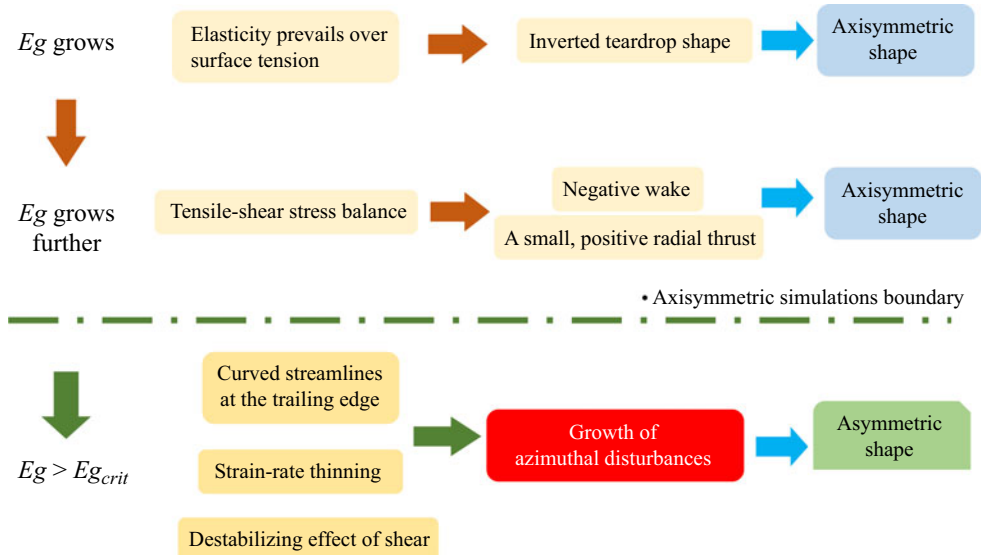 Eg grows
Elasticity prevails over
surface tension
Inverted teardrop shape
Axisymmetric
shape
Eg grows
further
Tensile-shear stress balance
Negative wake
A small, positive radial thrust
Axisymmetric
shape
• Axisymmetric simulations boundary
Eg > Eg_crit
Curved streamlines
at the trailing edge
Strain-rate thinning
Destabilizing effect of shear
Growth of
azimuthal disturbances
Asymmetric
shape